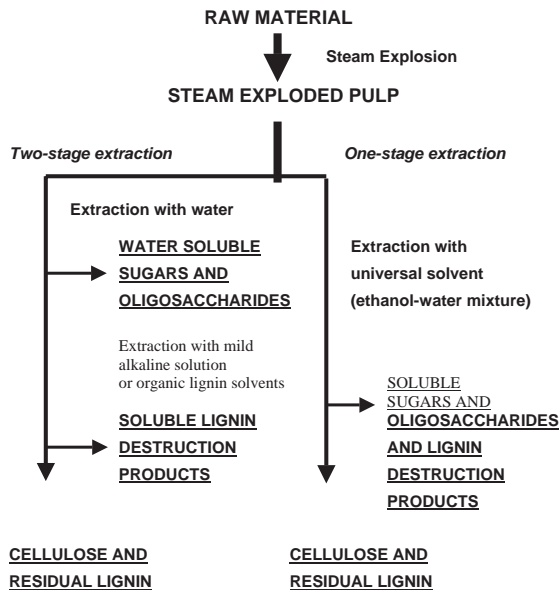 RAW MATERIAL
Steam Explosion
STEAM EXPLODED PULP
Two-stage extraction
One-stage extraction
Extraction with water
WATER SOLUBLE
SUGARS AND
OLIGOSACCHARIDES
Extraction with mild
alkaline solution
or organic lignin solvents
SOLUBLE LIGNIN
DESTRUCTION
PRODUCTS
CELLULOSE AND
RESIDUAL LIGNIN
Extraction with
universal solvent
(ethanol-water mixture)
SOLUBLE
SUGARS AND
OLIGOSACCHARIDES
AND LIGNIN
DESTRUCTION
PRODUCTS
CELLULOSE AND
RESIDUAL LIGNIN